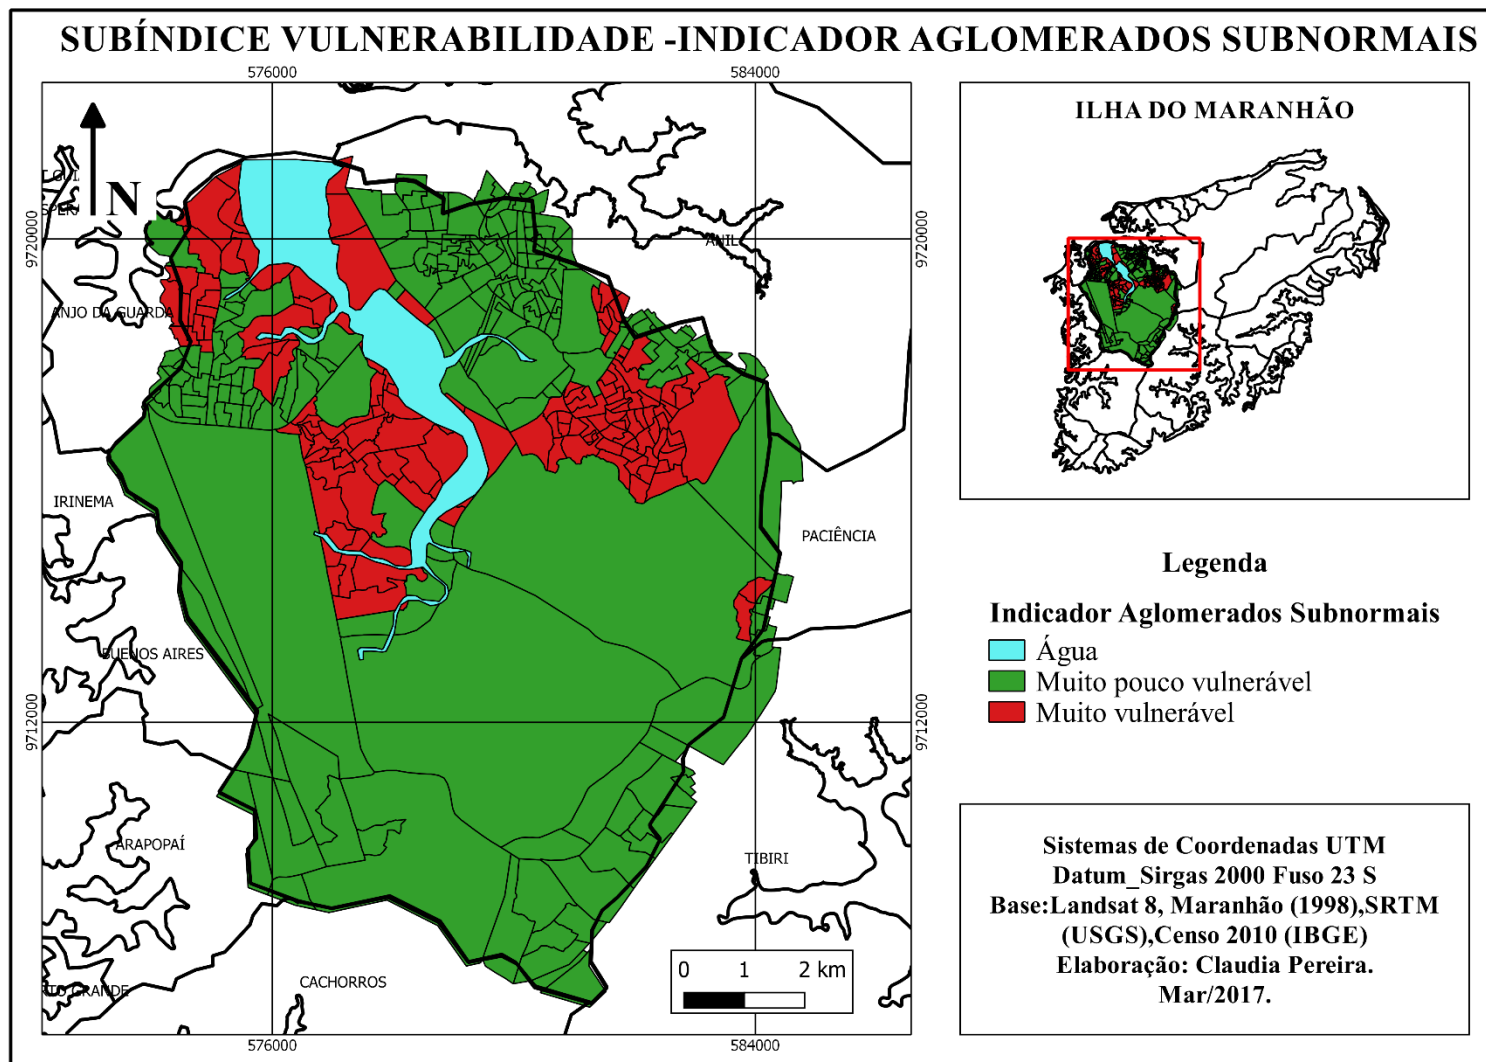 SUBÍNDICE VULNERABILIDADE -INDICADOR AGLOMERADOS SUBNORMAIS
576000
584000
ILHA DO MARANHÃO
N
9720000
9720000
ANIL
ANJO DA GUARDA
IRINEMA
PACIÊNCIA
Legenda
Indicador Aglomerados Subnormais
Água
Muito pouco vulnerável
Muito vulnerável
BUENOS AIRES
9712000
9712000
ARAPOPAÍ
TIBIRI
CACHORROS
GRANDE
0 1 2 km
Sistemas de Coordenadas UTM
Datum_Sirgas 2000 Fuso 23 S
Base:Landsat 8, Maranhão (1998),SRTM
(USGS),Censo 2010 (IBGE)
Elaboração: Claudia Pereira.
Mar/2017.
576000
584000